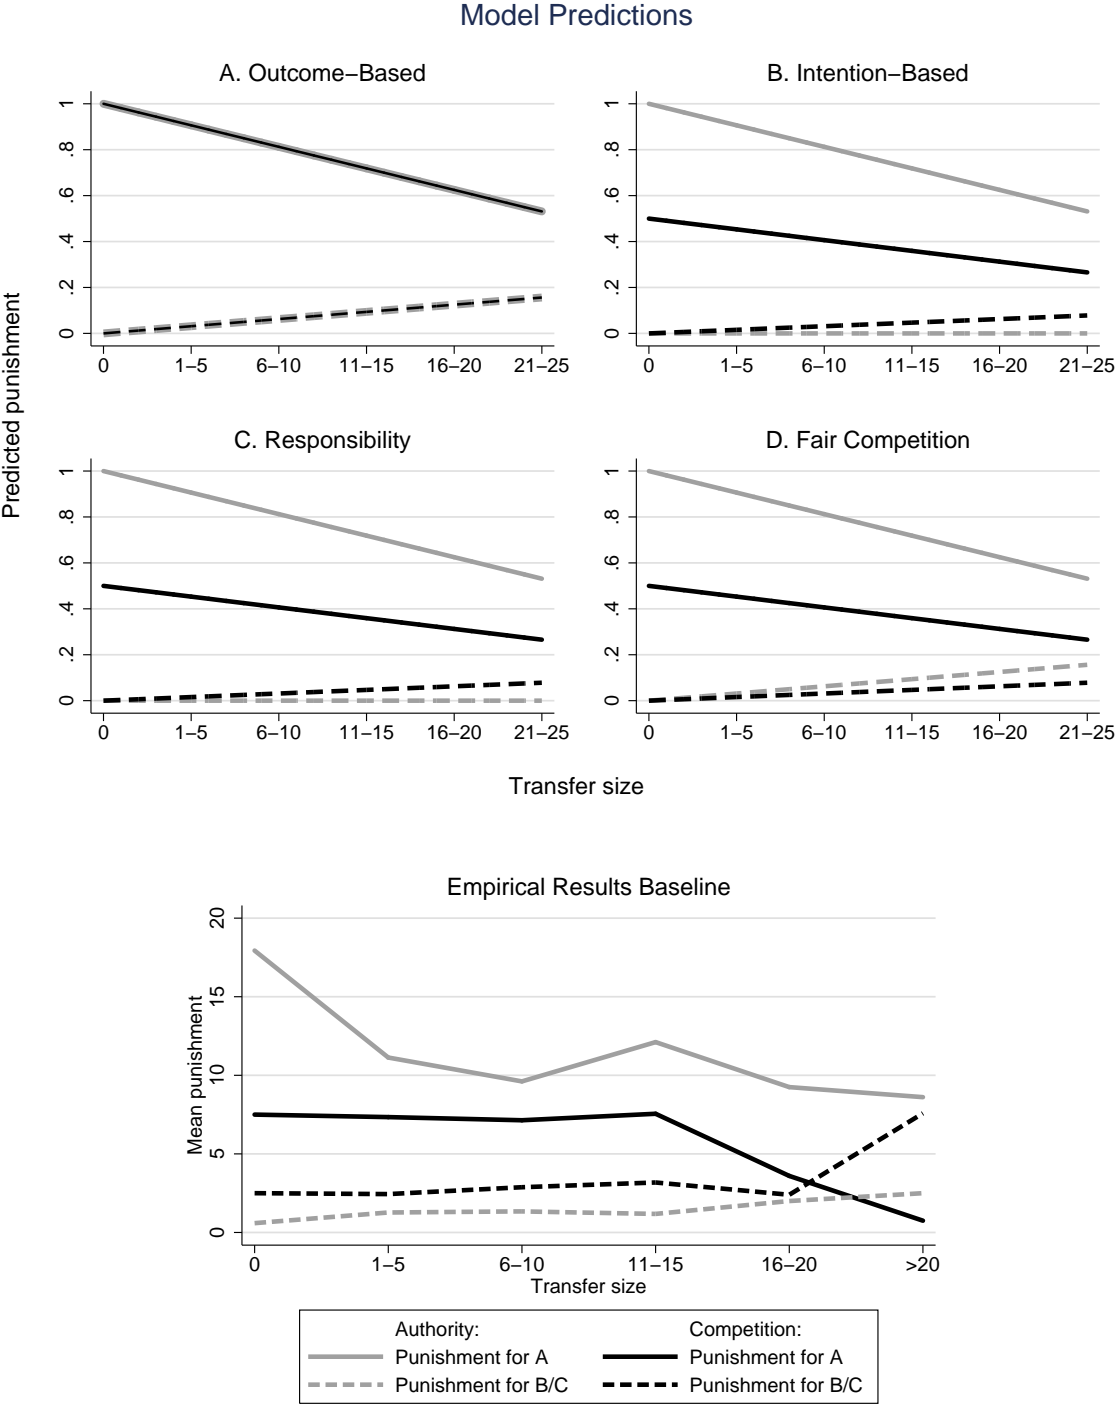 Model Predictions
A. Outcome−Based
B. Intention−Based
1
.8
.6
.4
.2
0
0 1−5 6−10 11−15 16−20 21−25
1
.8
.6
.4
.2
0
0 1−5 6−10 11−15 16−20 21−25
Predicted punishment
C. Responsibility
D. Fair Competition
1
.8
.6
.4
.2
0
0 1−5 6−10 11−15 16−20 21−25
1
.8
.6
.4
.2
0
0 1−5 6−10 11−15 16−20 21−25
Transfer size
Empirical Results Baseline
Mean punishment
20
15
10
5
0
0 1−5 6−10 11−15 16−20 >20
Transfer size
Authority: Competition:
Punishment for A Punishment for A
Punishment for B/C Punishment for B/C